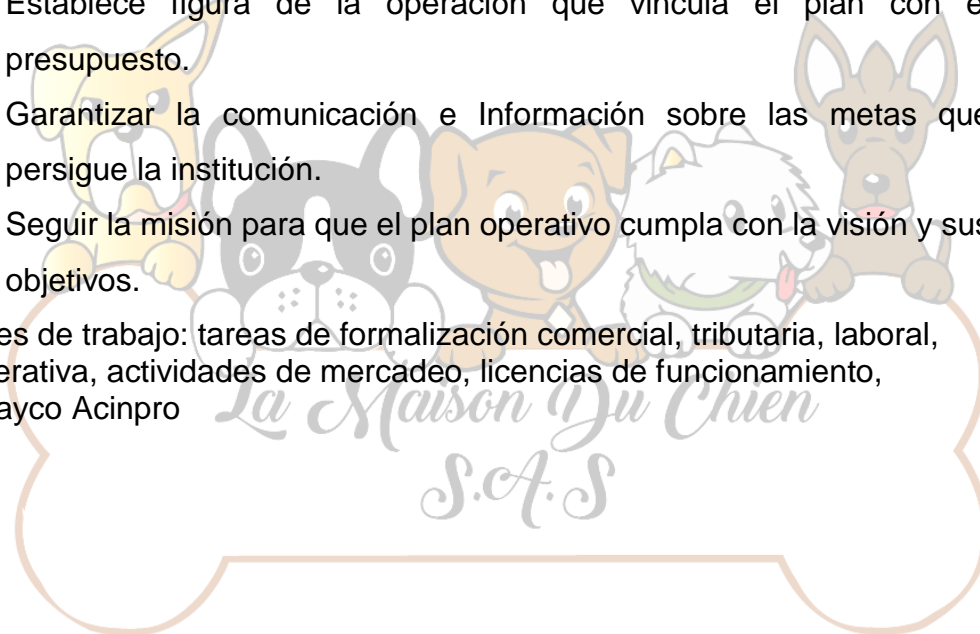 Establece figura de la operación que vincula el plan con e
presupuesto.
Garantizar la comunicación e Información sobre las metas que
persigue la institución.
Seguir la misión para que el plan operativo cumpla con la visión y sus
objetivos.
es de trabajo: tareas de formalización comercial, tributaria, laboral,
erativa, actividades de mercadeo, licencias de funcionamiento,
ayco Acinpro
La Maison Du Chien
S.A.S